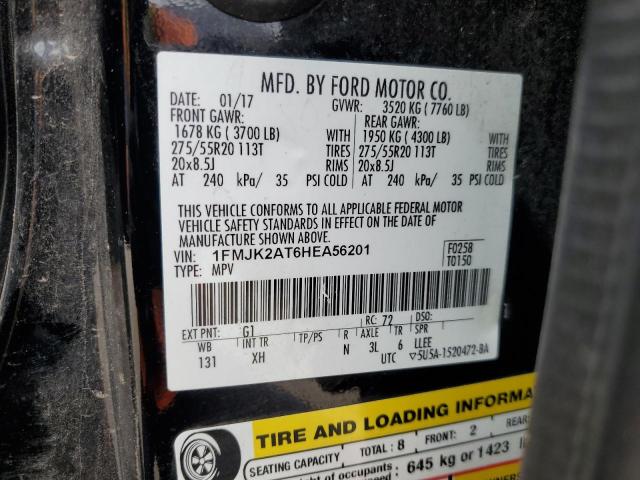 MFD. BY FORD MOTOR CO.
DATE: 01/17 GVWR: 3520 KG ( 7760 LB)
FRONT GAWR: REAR GAWR:
1678 KG ( 3700 LB) WITH 1950 KG ( 4300 LB) WITH
275/55R20 113T TIRES 275/55R20 113T TIRES
20x8.5J RIMS 20x8.5J RIMS
AT 240 kPa/ 35 PSI COLD AT 240 kPa/ 35 PSI COLD
THIS VEHICLE CONFORMS TO ALL APPLICABLE FEDERAL MOTOR
VEHICLE SAFETY STANDARDS IN EFFECT ON THE DATE OF
MANUFACTURE SHOWN ABOVE.
VIN: 1FMJK2AT6HEA56201 F0258
TYPE: MPV T0150
EXT PNT: G1 RC: 72 DSO:
WB INT TR TP/PS R AXLE TR SPR
131 XH N 3L 6 LLEE
UTC ▽5U5A-1520472-BA
TIRE AND LOADING INFORMA
SEATING CAPACITY TOTAL: 8 FRONT: 2 REAR:
ght of occupants 645 kg or 1423